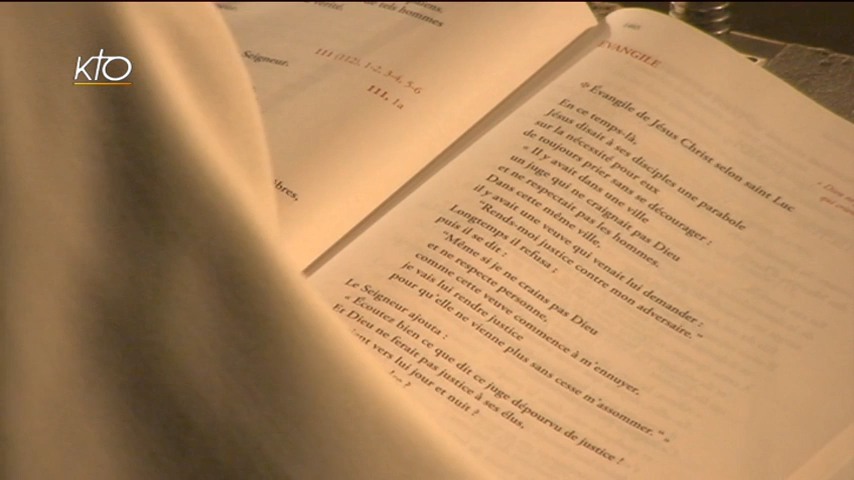 KTO
de tels hommes
vérité.
Seigneur.
111 (112), 1-2, 3-4, 5-6
111, 1a
ÉVANGILE
Évangile de Jésus Christ selon saint Luc
En ce temps-là,
Jésus disait à ses disciples une parabole
sur la nécessité pour eux
de toujours prier sans se décourager :
« Il y avait dans une ville
un juge qui ne craignait pas Dieu
et ne respectait pas les hommes.
Dans cette même ville,
il y avait une veuve qui venait lui demander :
“Rends-moi justice contre mon adversaire.”
Longtemps il refusa ;
puis il se dit :
“Même si je ne crains pas Dieu
et ne respecte personne,
comme cette veuve commence à m’ennuyer,
je vais lui rendre justice
pour qu’elle ne vienne plus sans cesse m’assommer.” »
Le Seigneur ajouta :
« Écoutez bien ce que dit ce juge dépourvu de justice !
Et Dieu ne ferait pas justice à ses élus,
vers lui jour et nuit ?